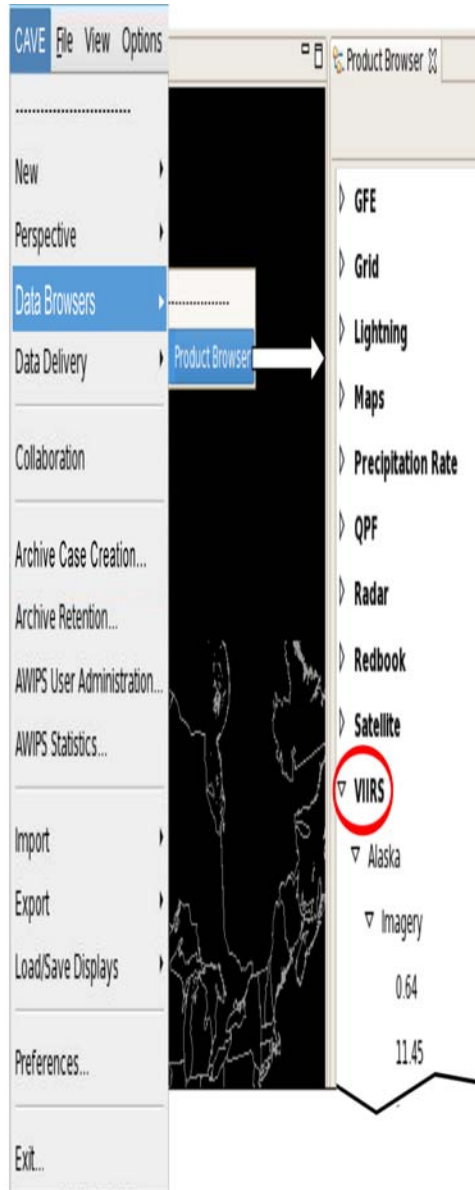 CAVE File View Options
New
Perspective
Data Browsers
Product Browser
Data Delivery
Collaboration
Archive Case Creation...
Archive Retention...
AWIPS User Administration...
AWIPS Statistics...
Import
Export
Load/Save Displays
Preferences...
Exit...
Product Browser
GFE
Grid
Lightning
Maps
Precipitation Rate
QPF
Radar
Redbook
Satellite
VIIRS
Alaska
Imagery
0.64
11.45